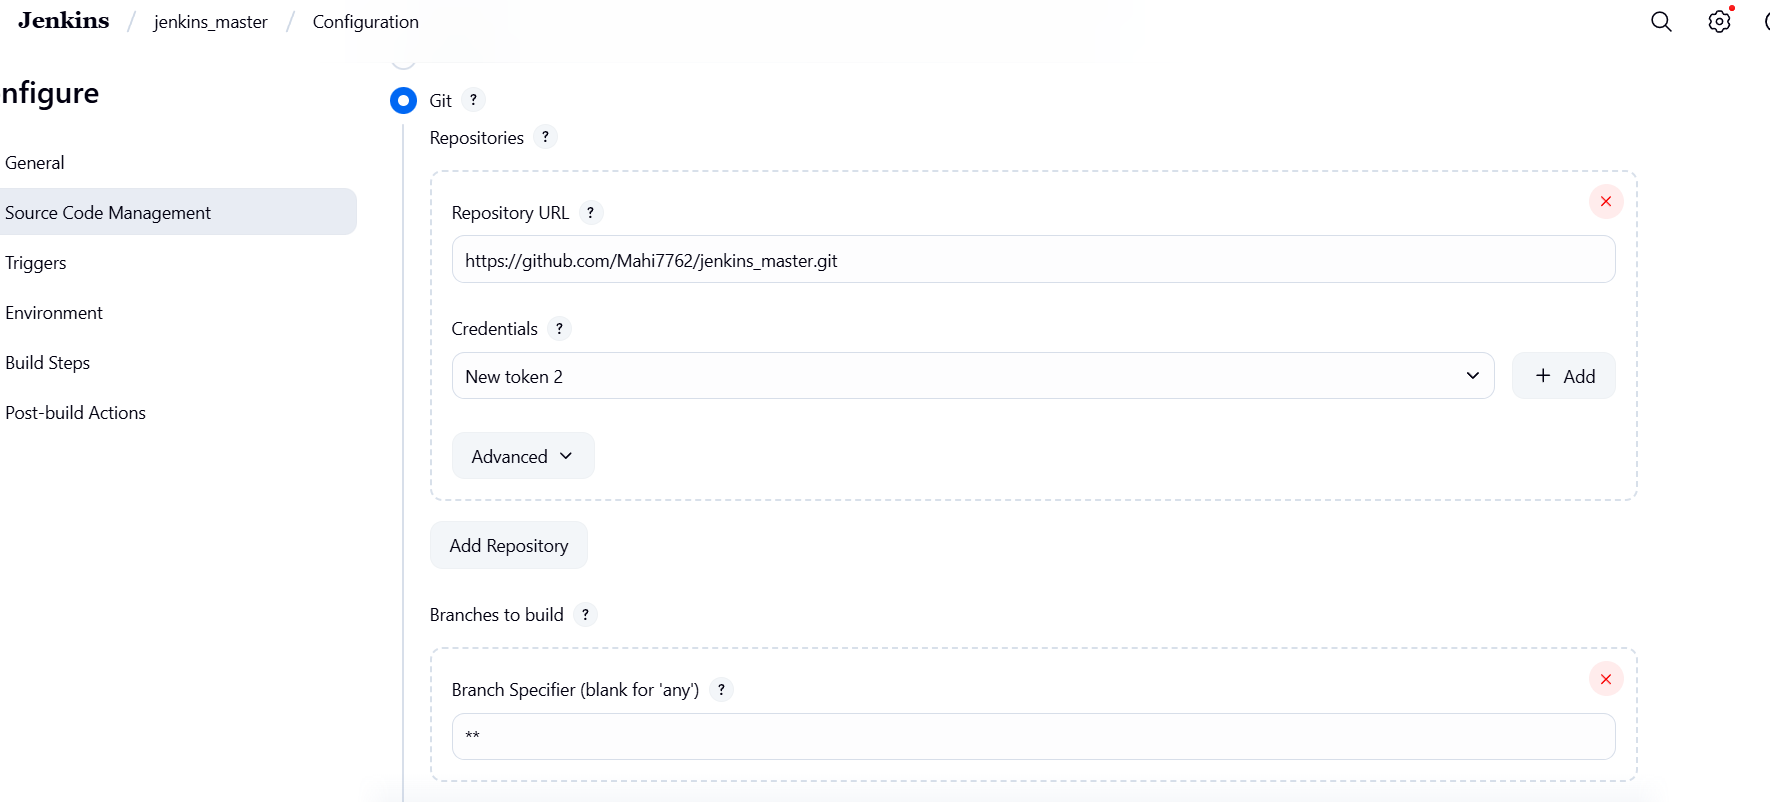 Jenkins / jenkins_master / Configuration
nfigure
General
Source Code Management
Triggers
Environment
Build Steps
Post-build Actions
Git ?
Repositories ?
Repository URL ?
https://github.com/Mahi7762/jenkins_master.git
Credentials ?
New token 2
+ Add
Advanced
Add Repository
Branches to build ?
Branch Specifier (blank for 'any') ?
**